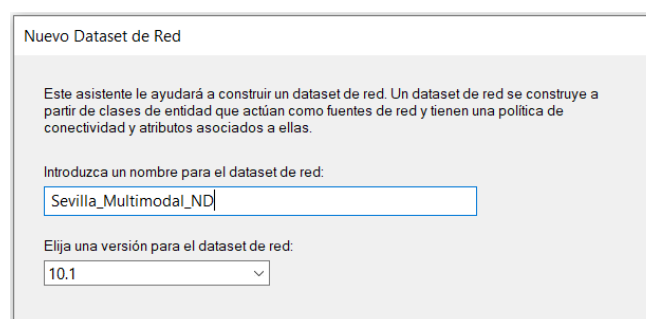 Nuevo Dataset de Red
Este asistente le ayudará a construir un dataset de red. Un dataset de red se construye a
partir de clases de entidad que actúan como fuentes de red y tienen una política de
conectividad y atributos asociados a ellas.
Introduzca un nombre para el dataset de red:
Sevilla_Multimodal_ND
Elija una versión para el dataset de red:
10.1